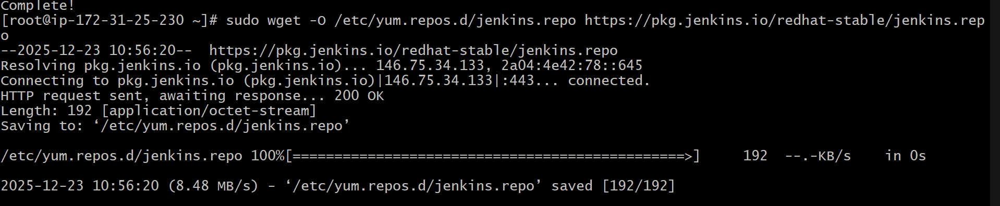 Complete!
[root@ip-172-31-25-230 ~]# sudo wget -O /etc/yum.repos.d/jenkins.repo https://pkg.jenkins.io/redhat-stable/jenkins.rep
o
--2025-12-23 10:56:20--  https://pkg.jenkins.io/redhat-stable/jenkins.repo
Resolving pkg.jenkins.io (pkg.jenkins.io)... 146.75.34.133, 2a04:4e42:78::645
Connecting to pkg.jenkins.io (pkg.jenkins.io)|146.75.34.133|:443... connected.
HTTP request sent, awaiting response... 200 OK
Length: 192 [application/octet-stream]
Saving to: ‘/etc/yum.repos.d/jenkins.repo’
/etc/yum.repos.d/jenkins.repo 100%[===============================================>]     192  --.-KB/s    in 0s
2025-12-23 10:56:20 (8.48 MB/s) - ‘/etc/yum.repos.d/jenkins.repo’ saved [192/192]